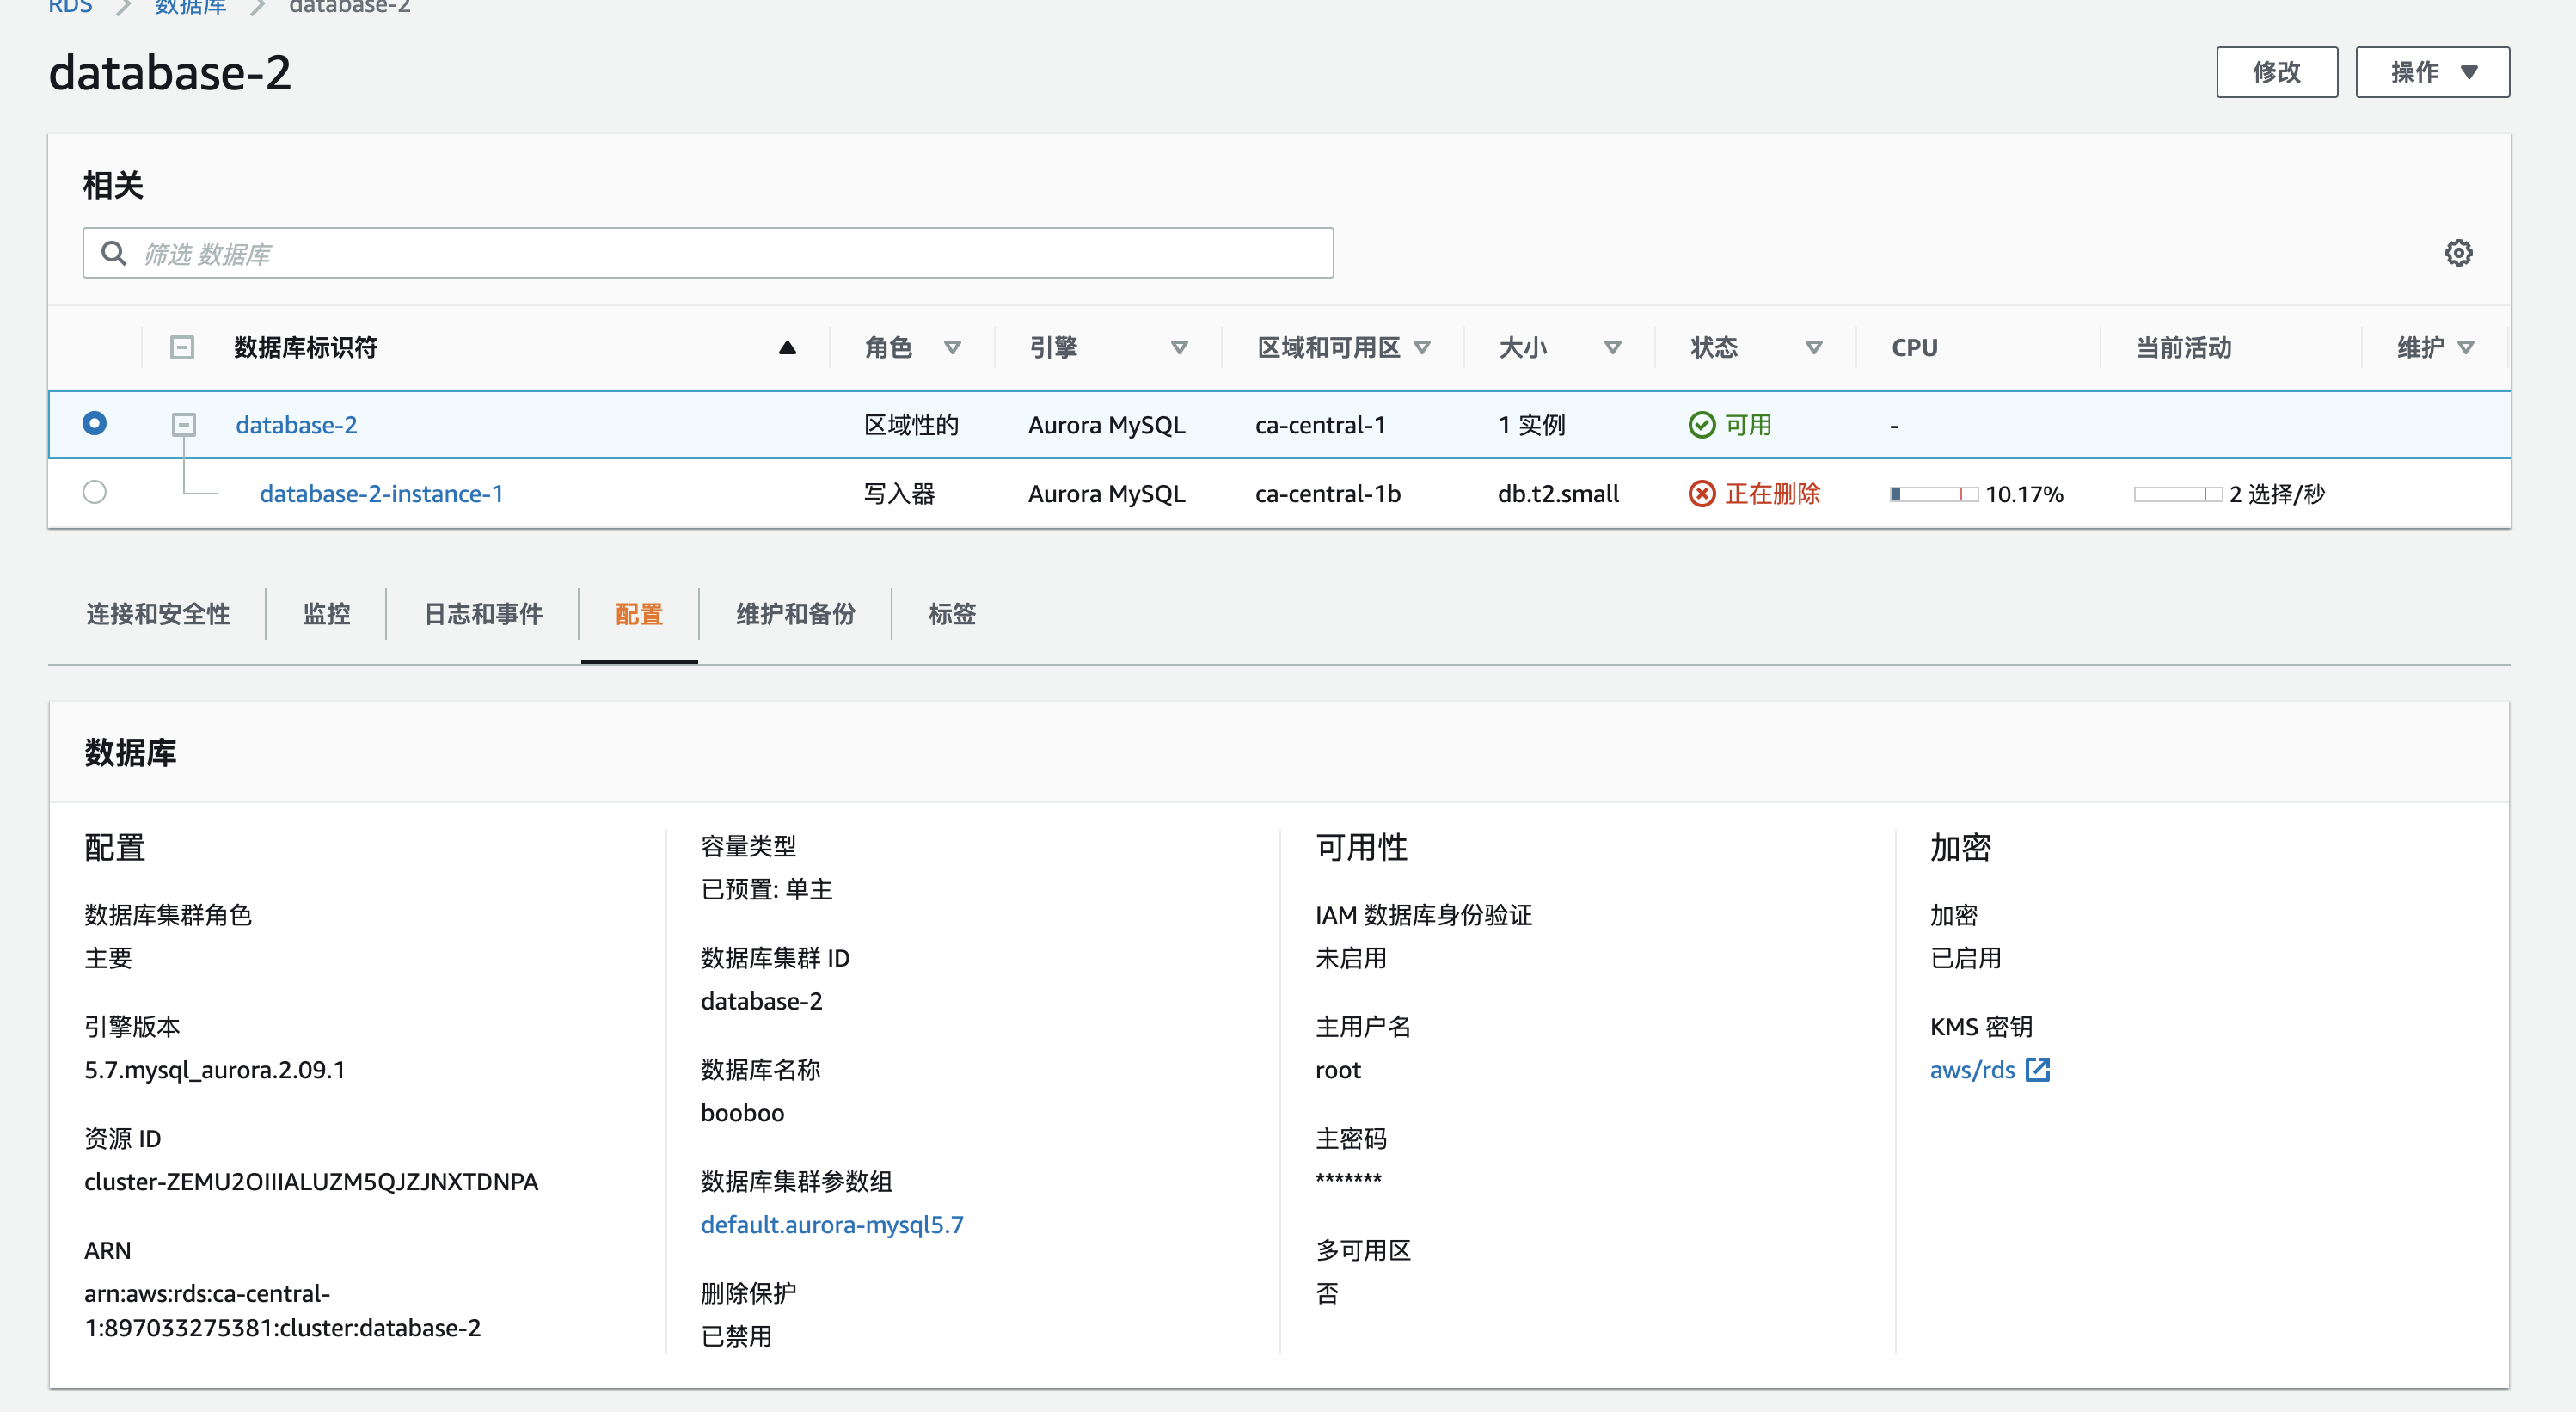 RDS 数据库 database-2
database-2
修改 操作
相关
筛选 数据库
数据库标识符 角色 引擎 区域和可用区 大小 状态 CPU 当前活动 维护
database-2 区域性的 Aurora MySQL ca-central-1 1 实例 可用 -
database-2-instance-1 写入器 Aurora MySQL ca-central-1b db.t2.small 正在删除 10.17% 2 选择/秒
连接和安全性 监控 日志和事件 配置 维护和备份 标签
数据库
配置
数据库集群角色
主要
引擎版本
5.7.mysql_aurora.2.09.1
资源 ID
cluster-ZEMU2OIIIALUZM5QJZJNXTDNPA
ARN
arn:aws:rds:ca-central-
1:897033275381:cluster:database-2
容量类型
已预置: 单主
数据库集群 ID
database-2
数据库名称
booboo
数据库集群参数组
default.aurora-mysql5.7
删除保护
已禁用
可用性
IAM 数据库身份验证
未启用
主用户名
root
主密码
*******
多可用区
否
加密
加密
已启用
KMS 密钥
aws/rds